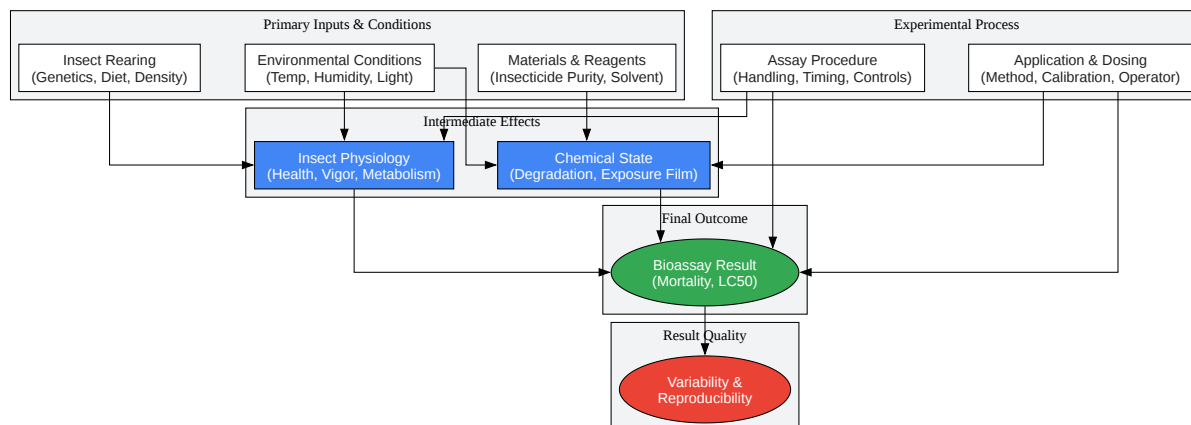 Primary Inputs & Conditions
Experimental Process
Insect Rearing
(Genetics, Diet, Density)
Environmental Conditions
(Temp, Humidity, Light)
Materials & Reagents
(Insecticide Purity, Solvent)
Assay Procedure
(Handling, Timing, Controls)
Application & Dosing
(Method, Calibration, Operator)
Intermediate Effects
Insect Physiology
(Health, Vigor, Metabolism)
Chemical State
(Degradation, Exposure Film)
Final Outcome
Bioassay Result
(Mortality, LC50)
Result Quality
Variability &
Reproducibility